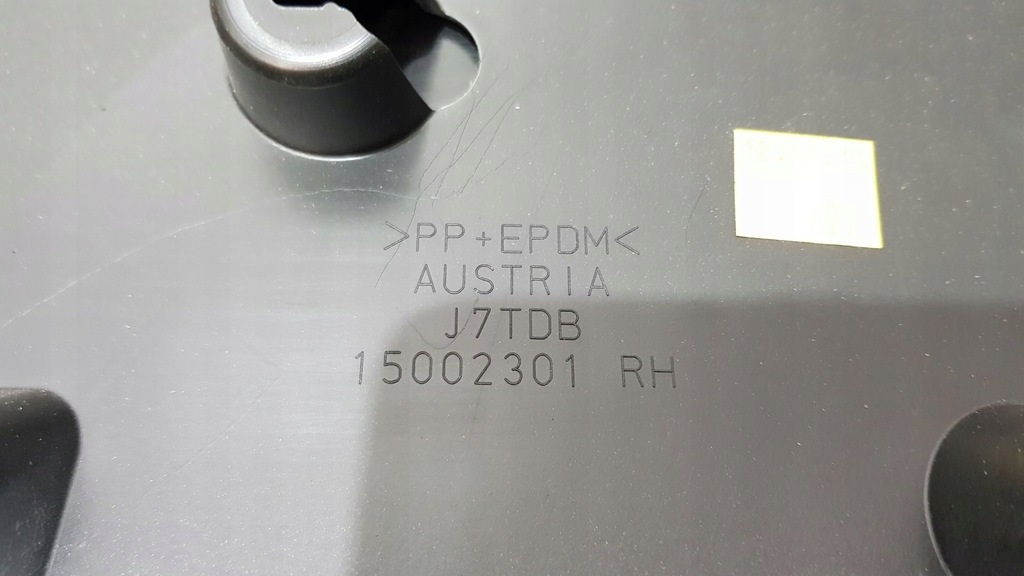 >PP+EPDM<
AUSTRIA
J7TDB
15002301 RH